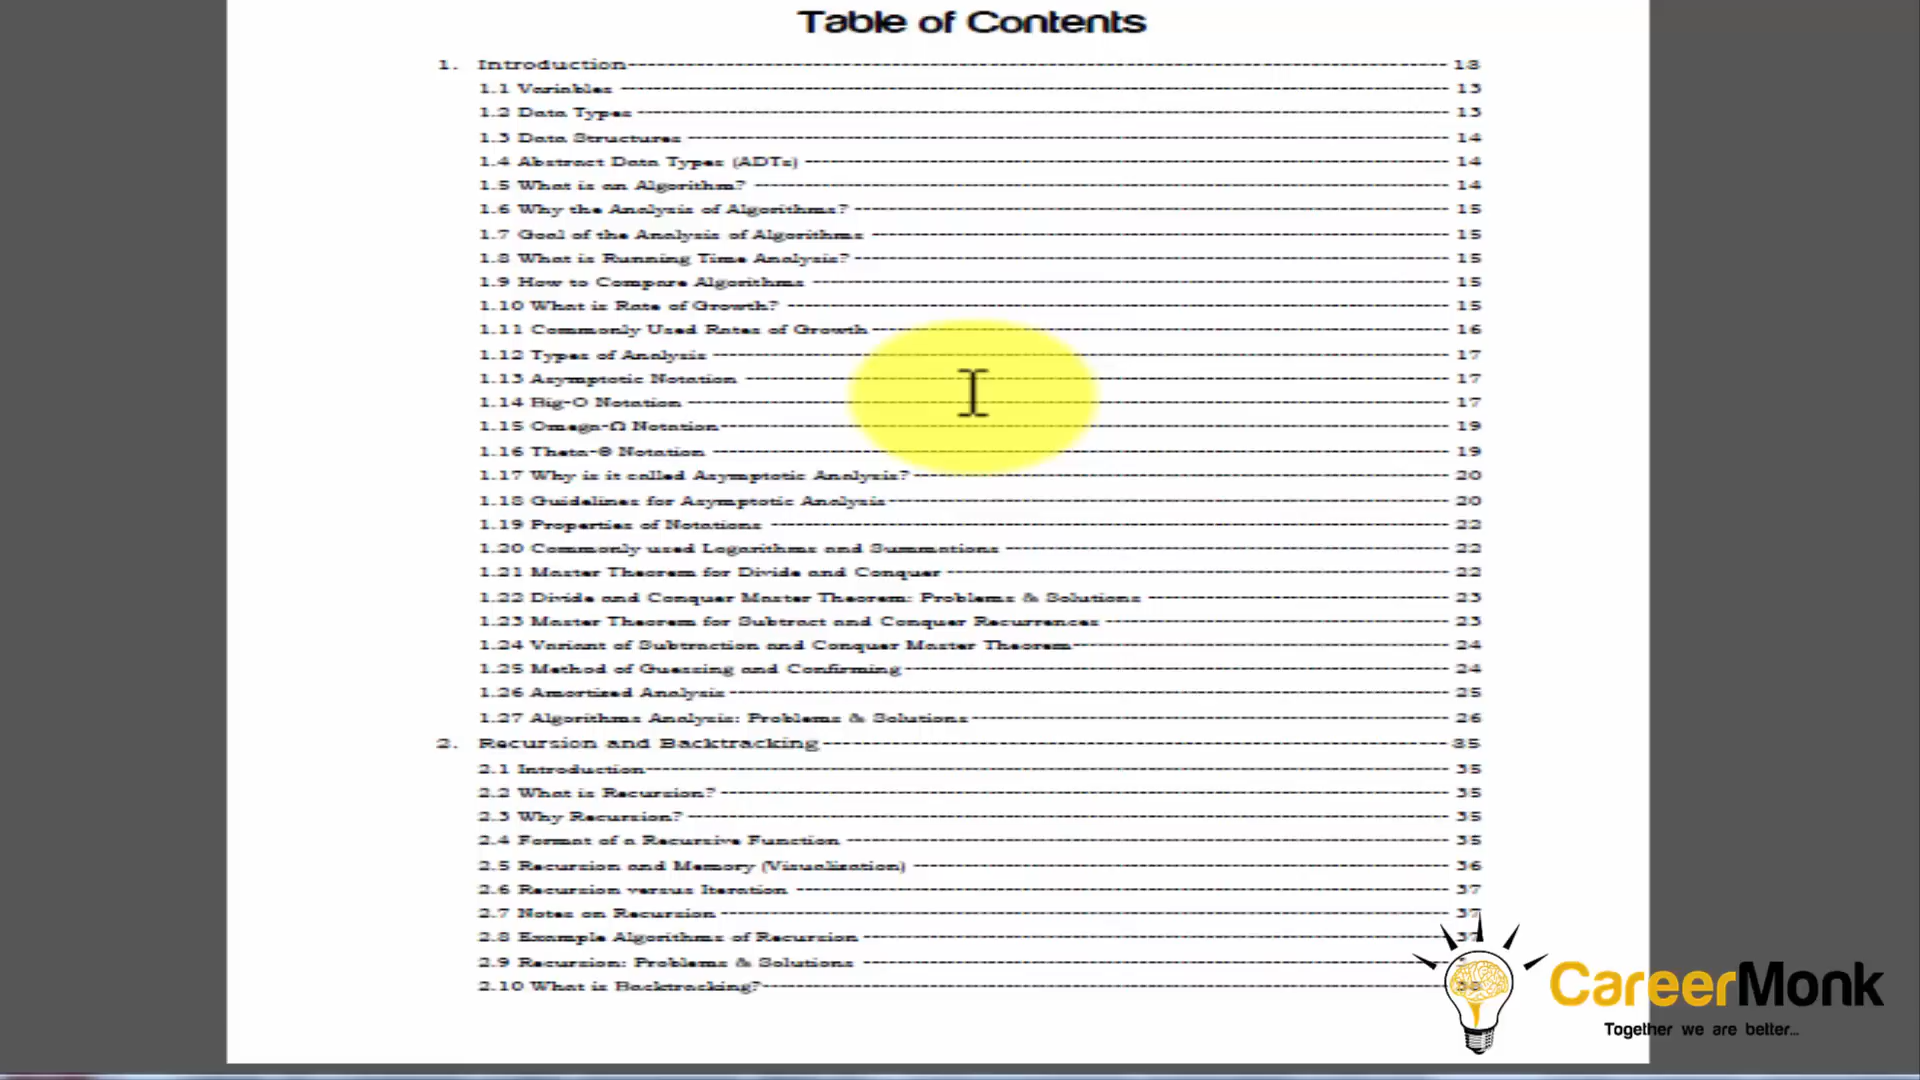 Table of Contents
1. Introduction 13
1.1 Variables 13
1.2 Data Types 13
1.3 Data Structures 14
1.4 Abstract Data Types (ADTs) 14
1.5 What is an Algorithm? 14
1.6 Why the Analysis of Algorithms? 15
1.7 Goal of the Analysis of Algorithms 15
1.8 What is Running Time Analysis? 15
1.9 How to Compare Algorithms 15
1.10 What is Rate of Growth? 15
1.11 Commonly Used Rates of Growth 16
1.12 Types of Analysis 17
1.13 Asymptotic Notation 17
1.14 Big-O Notation 17
1.15 Omega-Ω Notation 19
1.16 Theta-Θ Notation 19
1.17 Why is it called Asymptotic Analysis? 20
1.18 Guidelines for Asymptotic Analysis 20
1.19 Properties of Notations 22
1.20 Commonly used Logarithms and Summations 22
1.21 Master Theorem for Divide and Conquer 22
1.22 Divide and Conquer Master Theorem: Problems & Solutions 23
1.23 Master Theorem for Subtract and Conquer Recurrences 23
1.24 Variant of Subtraction and Conquer Master Theorem 24
1.25 Method of Guessing and Confirming 24
1.26 Amortized Analysis 25
1.27 Algorithms Analysis: Problems & Solutions 26
2. Recursion and Backtracking 35
2.1 Introduction 35
2.2 What is Recursion? 35
2.3 Why Recursion? 35
2.4 Format of a Recursive Function 35
2.5 Recursion and Memory (Visualization) 36
2.6 Recursion versus Iteration 37
2.7 Notes on Recursion 37
2.8 Example Algorithms of Recursion 37
2.9 Recursion: Problems & Solutions
2.10 What is Backtracking?
CareerMonk
Together we are better...